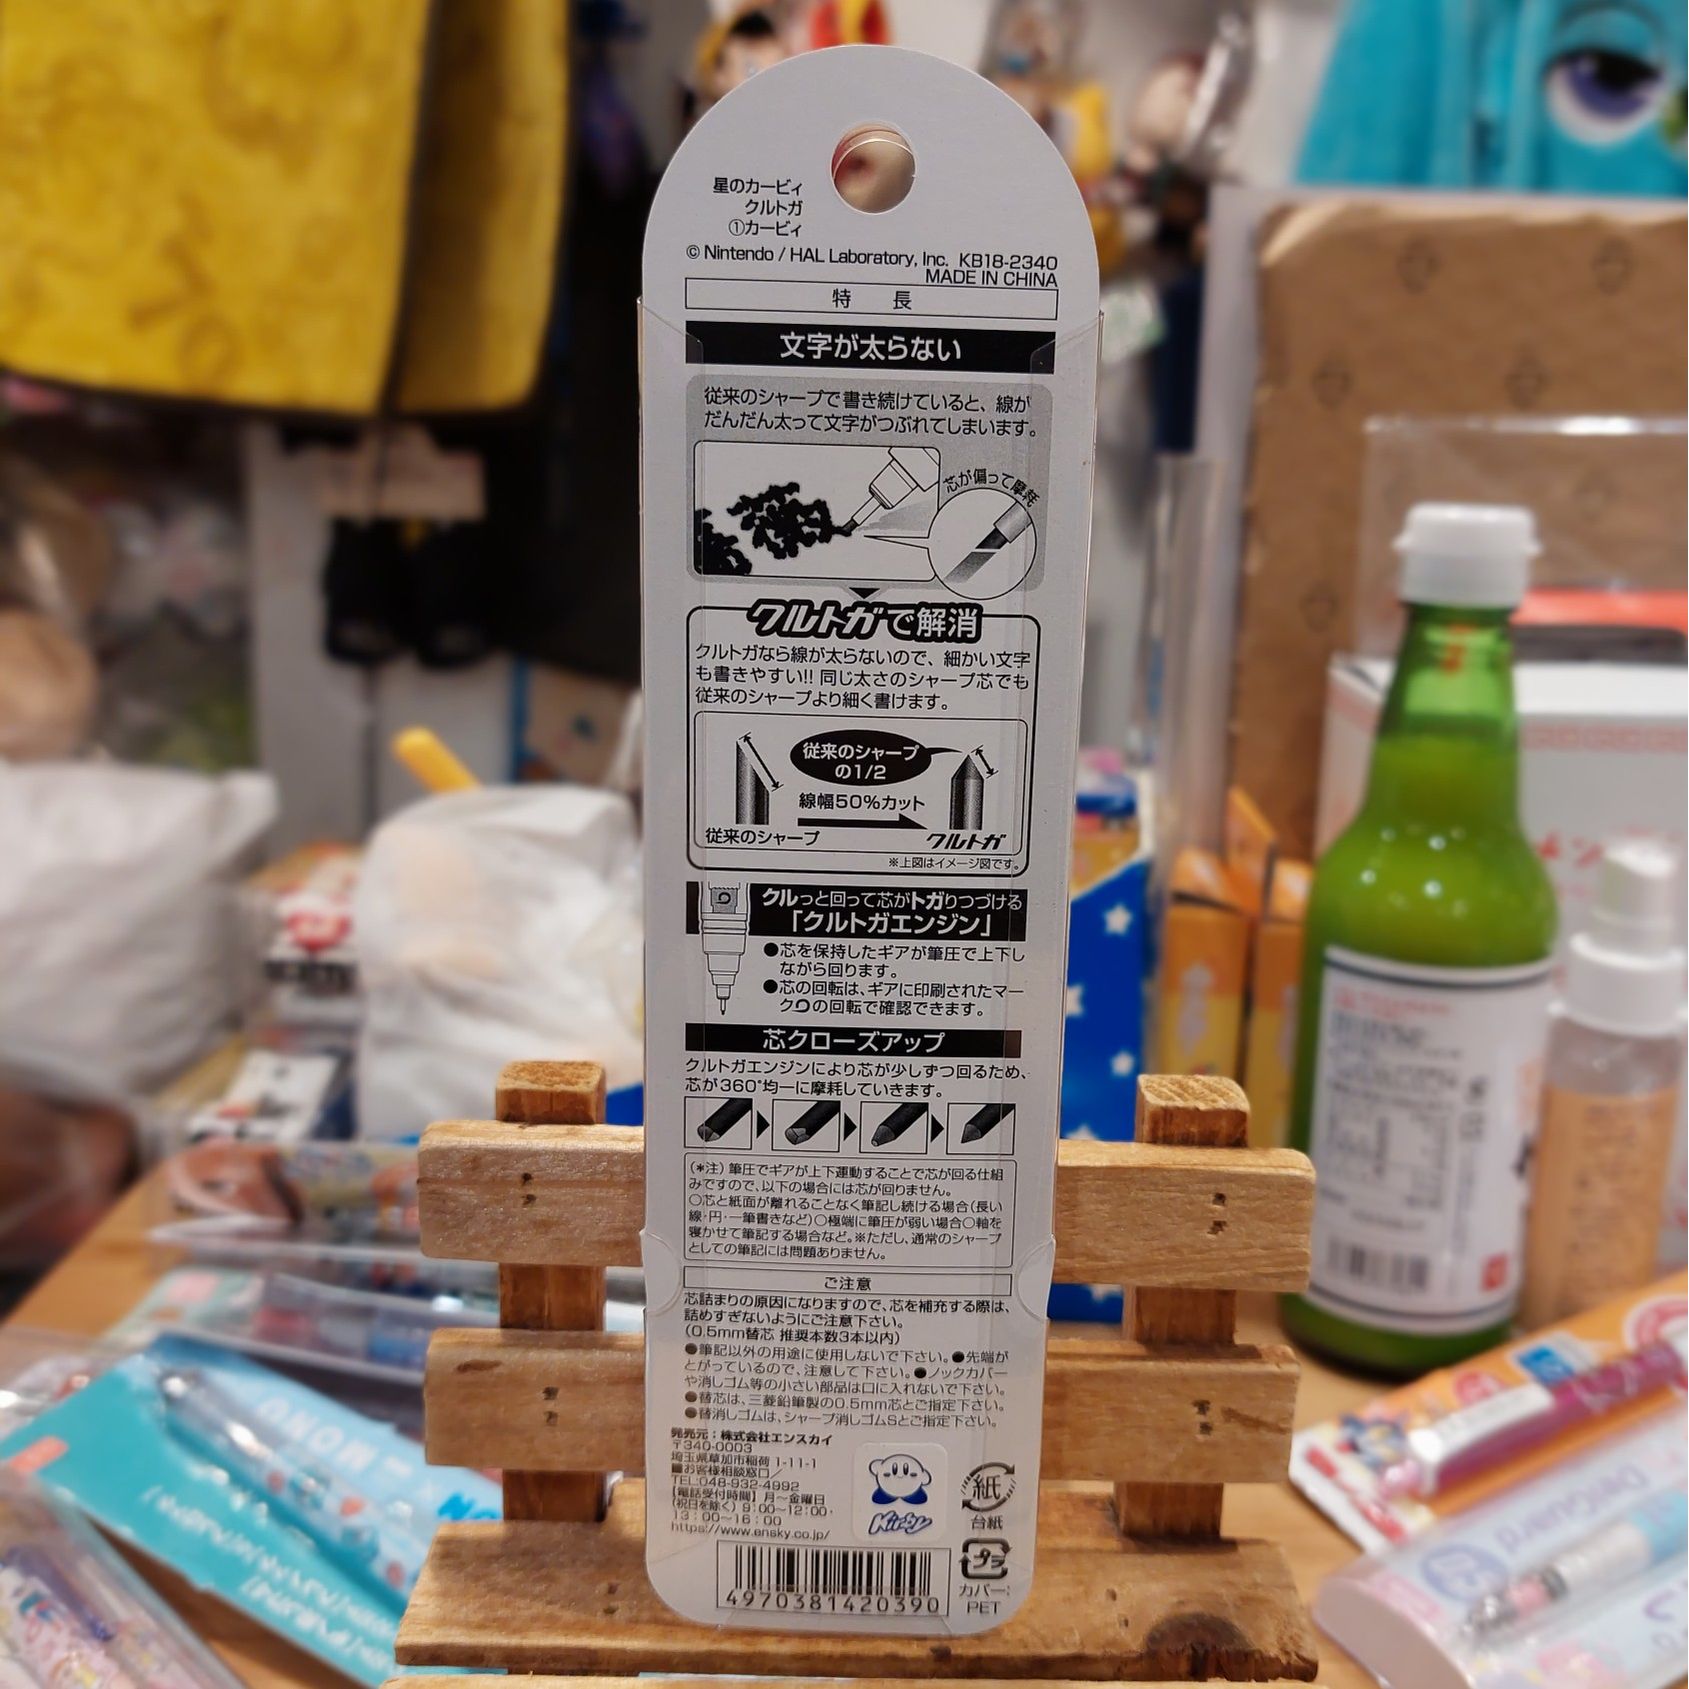 星のカービィ
クルトガ
①カービィ
© Nintendo / HAL Laboratory, Inc. KB18-2340
MADE IN CHINA
特 長
文字が太らない
従来のシャープで書き続けていると、線が
だんだん太って文字がつぶれてしまいます。
芯が偏って摩耗
クルトガで解消
クルトガなら線が太らないので、細かい文字
も書きやすい!! 同じ太さのシャープ芯でも
従来のシャープより細く書けます。
従来のシャープ
の1/2
線幅50%カット
従来のシャープ
クルトガ
※上図はイメージ図です。
クルっと回って芯がトガりつづける
「クルトガエンジン」
●芯を保持したギアが筆圧で上下し
ながら回ります。
●芯の回転は、ギアに印刷されたマー
クの回転で確認できます。
芯クローズアップ
クルトガエンジンにより芯が少しずつ回るため、
芯が360°均一に摩耗していきます。
(*注) 筆圧でギアが上下運動することで芯が回る仕組
みですので、以下の場合には芯が回りません。
○芯と紙面が離れることなく筆記し続ける場合(長い
線・円・一筆書きなど)○極端に筆圧が弱い場合○軸を
寝かせて筆記する場合など。※ただし、通常のシャープ
としての筆記には問題ありません。
ご注意
芯詰まりの原因になりますので、芯を補充する際は、
詰めすぎないようにご注意下さい。
(0.5mm替芯 推奨本数3本以内)
●筆記以外の用途に使用しないで下さい。●先端が
とがっているので、注意して下さい。●ノックカバー
や消しゴム等の小さい部品は口に入れないで下さい。
●替芯は、三菱鉛筆製の0.5mm芯とご指定下さい。
●替消しゴムは、シャープ消しゴムSとご指定下さい。
発売元：株式会社エンスカイ
〒340-0003
埼玉県草加市稲荷 1-11-1
■お客様相談窓口／
TEL:048-932-4992
【電話受付時間】月～金曜日
(祝日を除く) 9：00～12：00・
13：00～16：00
https://www.ensky.co.jp/
Kirby
紙
台紙
プラ
カバー:
PET
4970381420390